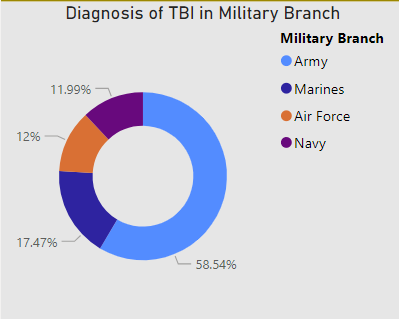 Diagnosis of TBI in Military Branch
Military Branch
Army
Marines
Air Force
Navy
11.99%
12%
17.47%
58.54%